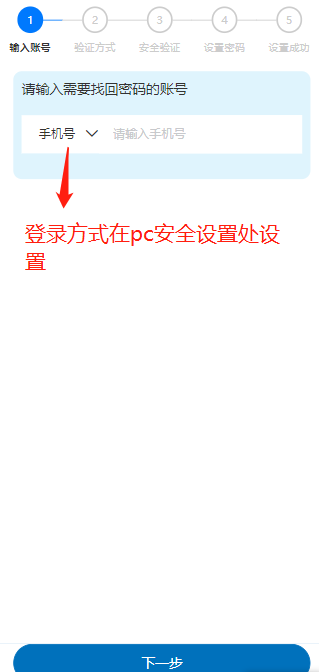 1 2 3 4 5
输入账号 验证方式 安全验证 设置密码 设置成功
请输入需要找回密码的账号
手机号 请输入手机号
登录方式在pc安全设置处设
置
下一步